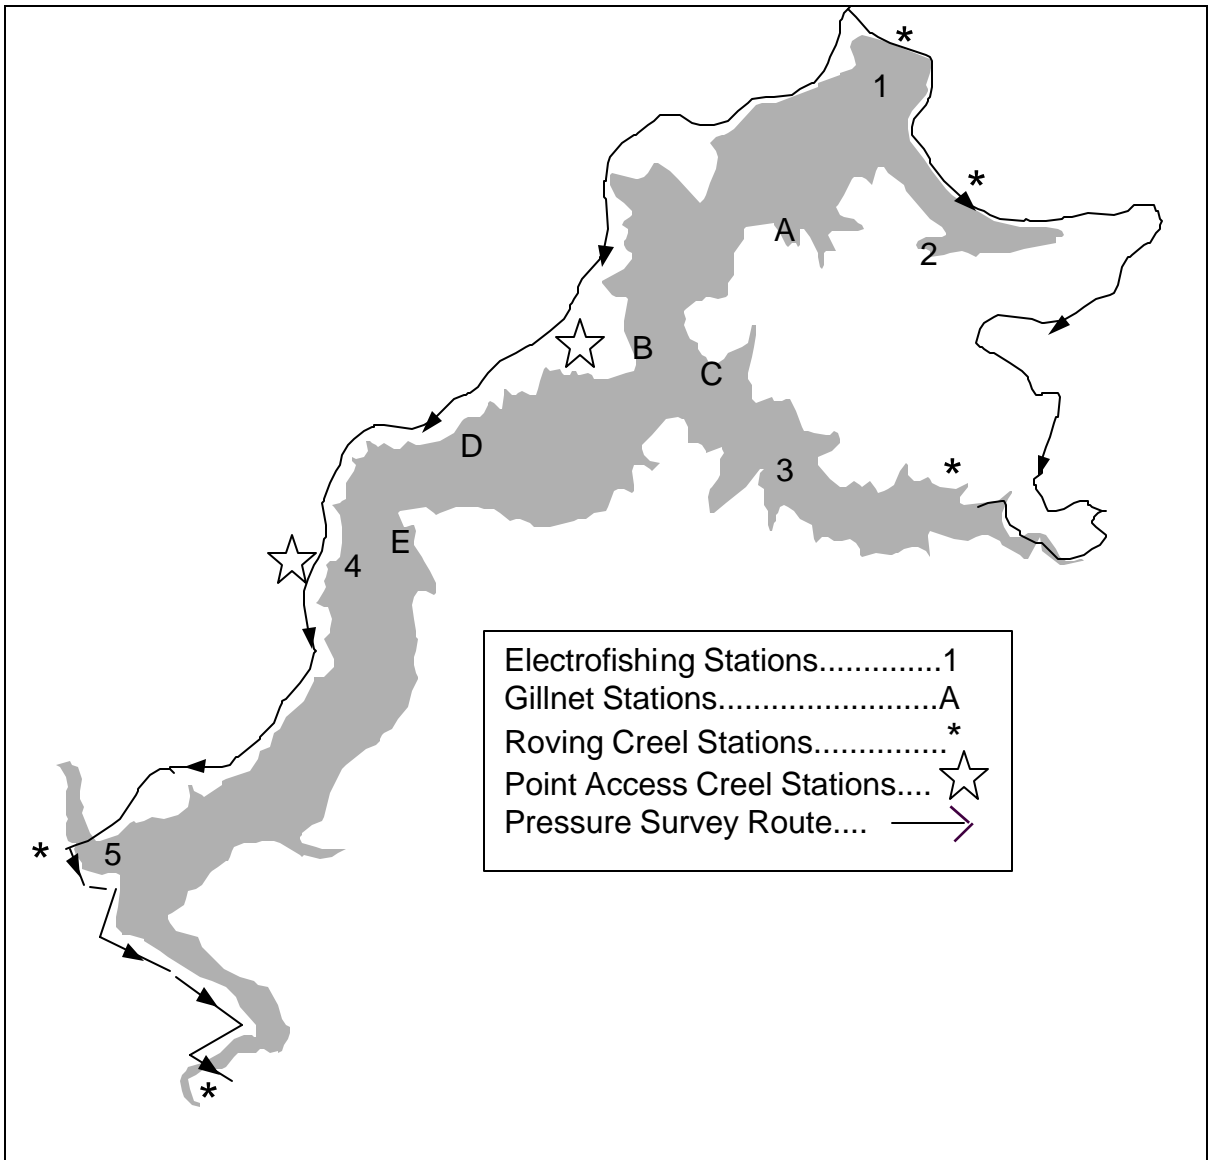 *
1
*
A
2
B
C
D
3
*
E
4
Electrofishing Stations..............1
Gillnet Stations.........................A
Roving Creel Stations...............*
Point Access Creel Stations....
Pressure Survey Route....
*
5
*